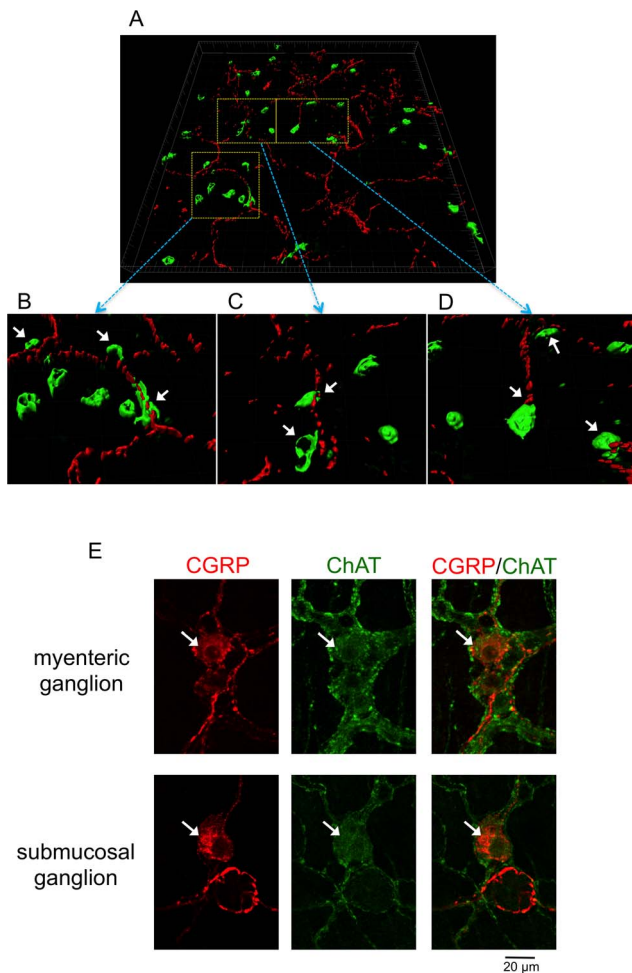 A
B
C
D
E
CGRP
ChAT
CGRP/ChAT
myenteric
ganglion
submucosal
ganglion
20 µm